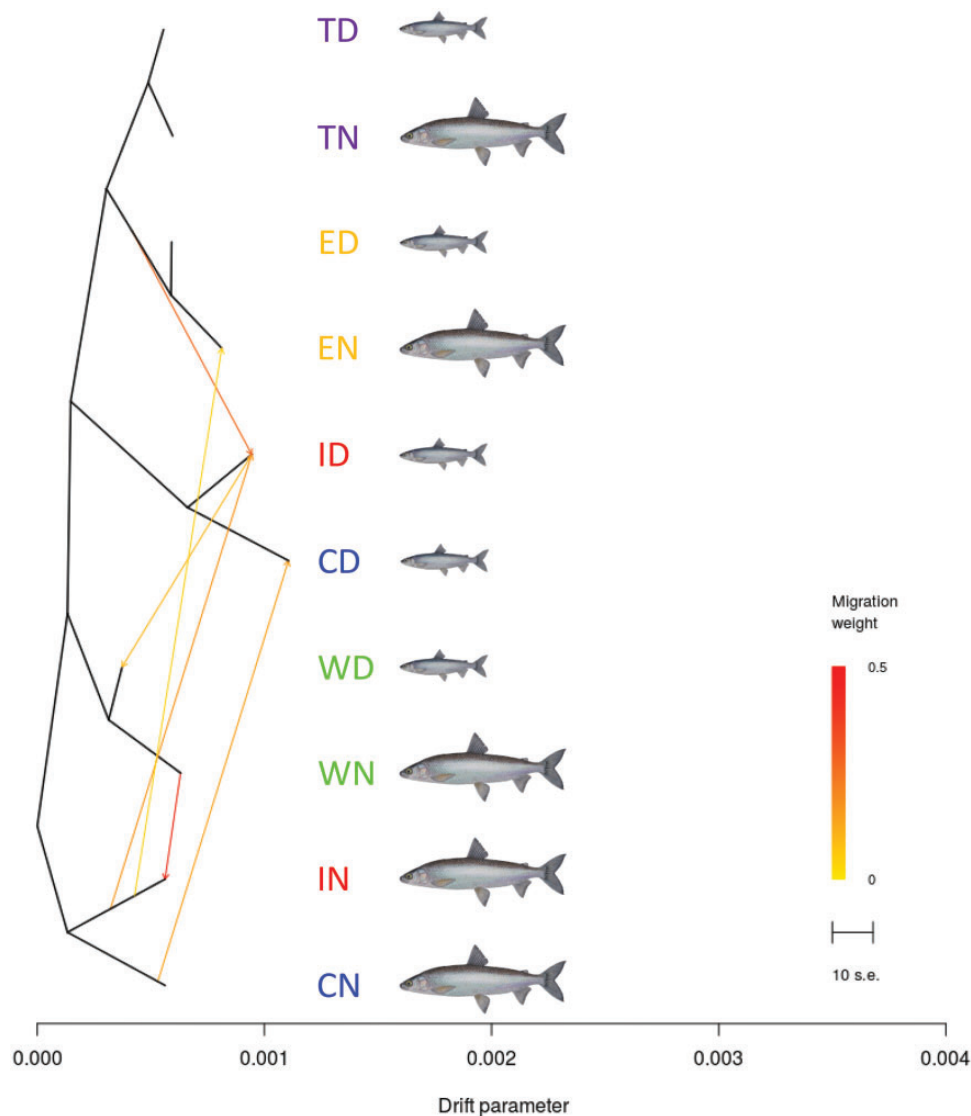 TD
TN
ED
EN
ID
CD
WD
WN
IN
CN
Migration
weight
0.5
0
10 s.e.
0.000 0.001 0.002 0.003 0.004
Drift parameter